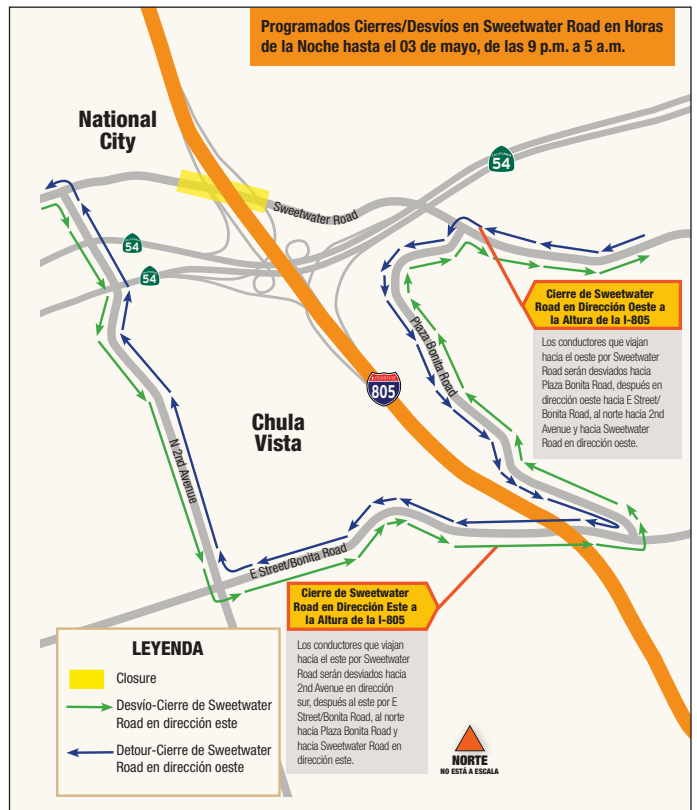 Programados Cierres/Desvíos en Sweetwater Road en Horas
de la Noche hasta el 03 de mayo, de las 9 p.m. a 5 a.m.
National
City
CALIFORNIA
54
Sweetwater Road
CALIFORNIA
54
CALIFORNIA
54
Cierre de Sweetwater
Road en Dirección Oeste a
la Altura de la I-805
Los conductores que viajan
hacia el oeste por Sweetwater
Road serán desviados hacia
Plaza Bonita Road, después en
dirección oeste hacia E Street/
Bonita Road, al norte hacia 2nd
Avenue y hacia Sweetwater
Road en dirección oeste.
Plaza Bonita Road
805
Chula
Vista
N 2nd Avenue
E Street/Bonita Road
Cierre de Sweetwater
Road en Dirección Este a
la Altura de la I-805
Los conductores que viajan
hacia el este por Sweetwater
Road serán desviados hacia
2nd Avenue en dirección
sur, después al este por E
Street/Bonita Road, al norte
hacia Plaza Bonita Road y
hacia Sweetwater Road en
dirección este.
LEYENDA
Closure
Desvío-Cierre de Sweetwater
Road en dirección este
Detour-Cierre de Sweetwater
Road en dirección oeste
NORTE
NO ESTÁ A ESCALA